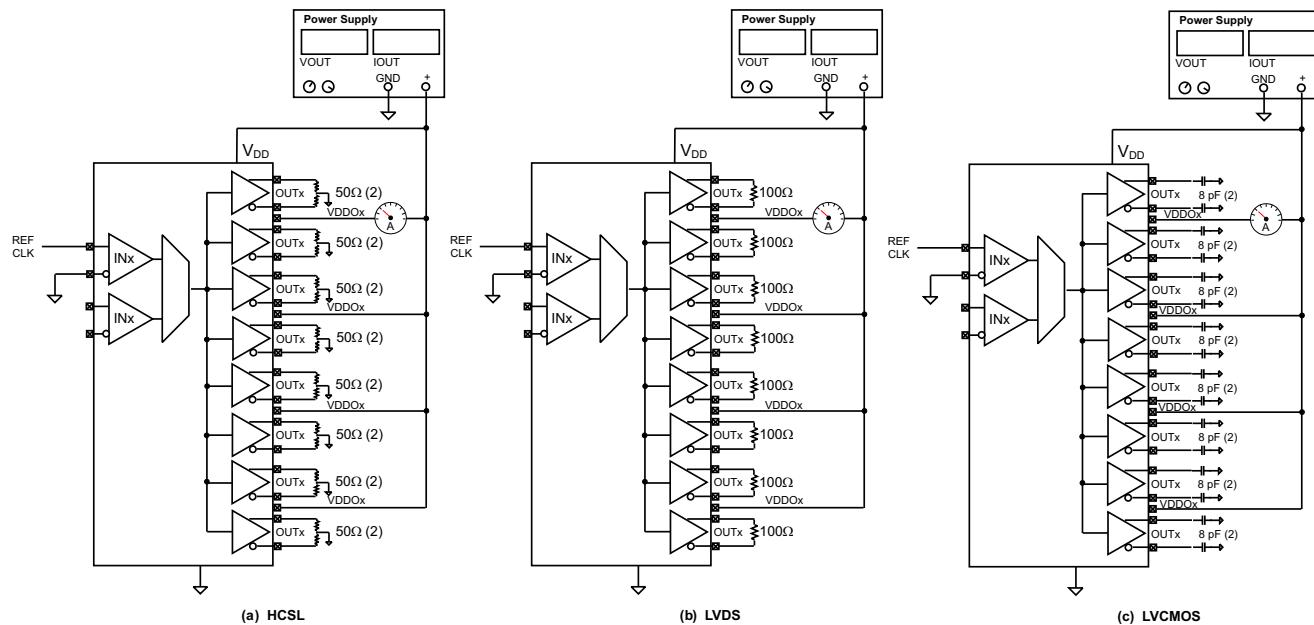 Power Supply
VOUT IOUT
GND +
V_DD
OUTx 50Ω (2)
VDDOx
A
OUTx 50Ω (2)
REF
CLK
INx
OUTx 50Ω (2)
VDDOx
INx
OUTx 50Ω (2)
OUTx 50Ω (2)
VDDOx
OUTx 50Ω (2)
OUTx 50Ω (2)
VDDOx
OUTx 50Ω (2)
(a) HCSL
Power Supply
VOUT IOUT
GND +
V_DD
OUTx 100Ω
VDDOx
A
OUTx 100Ω
REF
CLK
INx
OUTx 100Ω
VDDOx
INx
OUTx 100Ω
OUTx 100Ω
VDDOx
OUTx 100Ω
OUTx 100Ω
VDDOx
OUTx 100Ω
(b) LVDS
Power Supply
VOUT IOUT
GND +
V_DD
OUTx 8 pF (2)
VDDOx
A
OUTx 8 pF (2)
REF
CLK
INx
OUTx 8 pF (2)
VDDOx
INx
OUTx 8 pF (2)
OUTx 8 pF (2)
VDDOx
OUTx 8 pF (2)
OUTx 8 pF (2)
VDDOx
OUTx 8 pF (2)
(c) LVCMOS